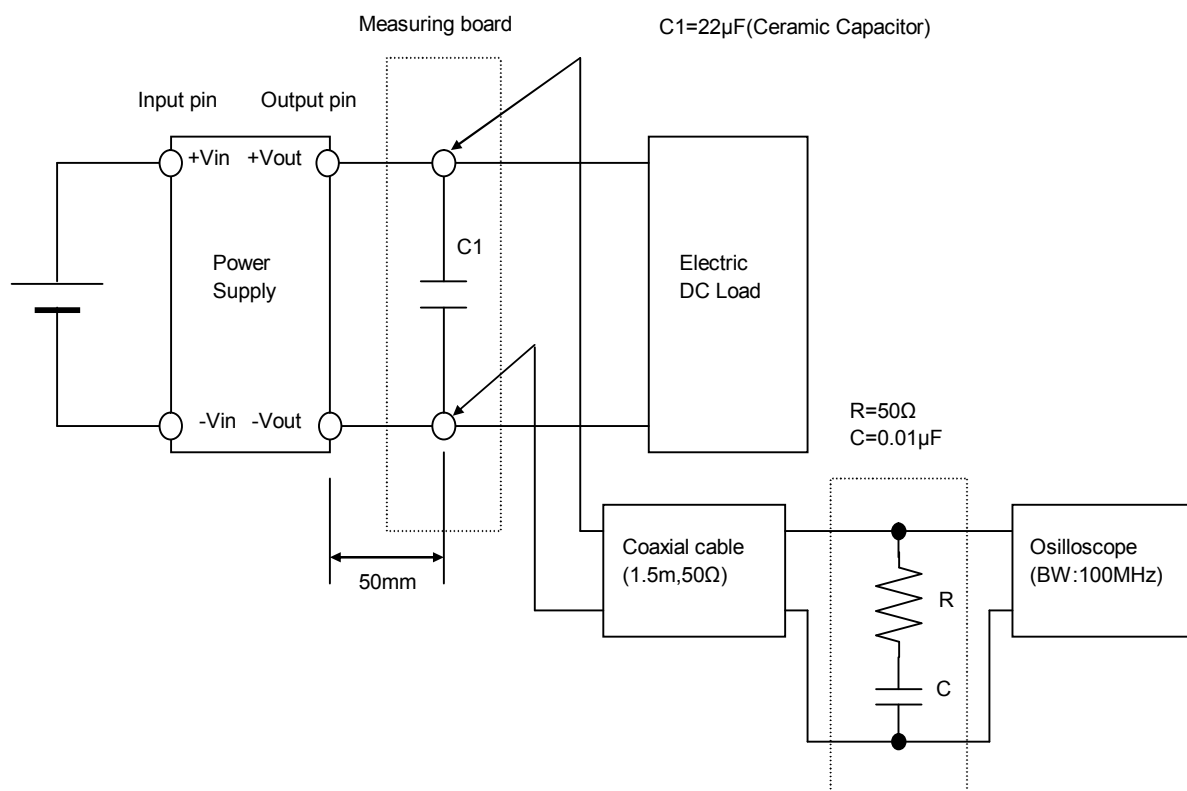 Measuring board
C1=22µF(Ceramic Capacitor)
Input pin
Output pin
+Vin
+Vout
C1
Power
Supply
Electric
DC Load
-Vin
-Vout
R=50Ω
C=0.01µF
50mm
Coaxial cable
(1.5m,50Ω)
R
C
Osilloscope
(BW:100MHz)